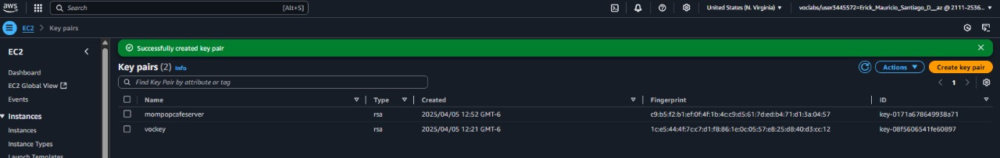 aws
Search [Alt+S] United States (N. Virginia) voclabs/user3445572=Erick_Mauricio_Santiago_D__az @ 2111-2536...
EC2 > Key pairs
EC2
Dashboard
EC2 Global View
Events
Instances
Instances
Instance Types
Launch Templates
Successfully created key pair
Key pairs (2) Info
Actions Create key pair
Find Key Pair by attribute or tag
1
Name Type Created Fingerprint ID
mompopcafeserver rsa 2025/04/05 12:52 GMT-6 c9:b5:f2:b1:ef:0f:4f:1b:4c:c9:d5:61:7d:ed:b4:71:d1:3a:04:57 key-0171a678649938a71
vockey rsa 2025/04/05 12:21 GMT-6 1c:e5:44:4f:7c:c7:d1:f8:86:1e:0c:05:57:e8:25:d8:40:d3:cc:12 key-08f5606541fe60897